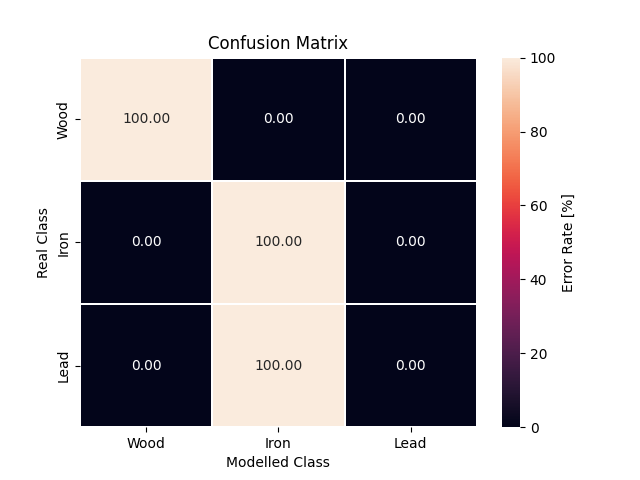 Confusion Matrix
Real Class
Wood
100.00 0.00 0.00
Iron
0.00 100.00 0.00
Lead
0.00 100.00 0.00
Wood Iron Lead
Modelled Class
100
80
60
40
20
0
Error Rate [%]